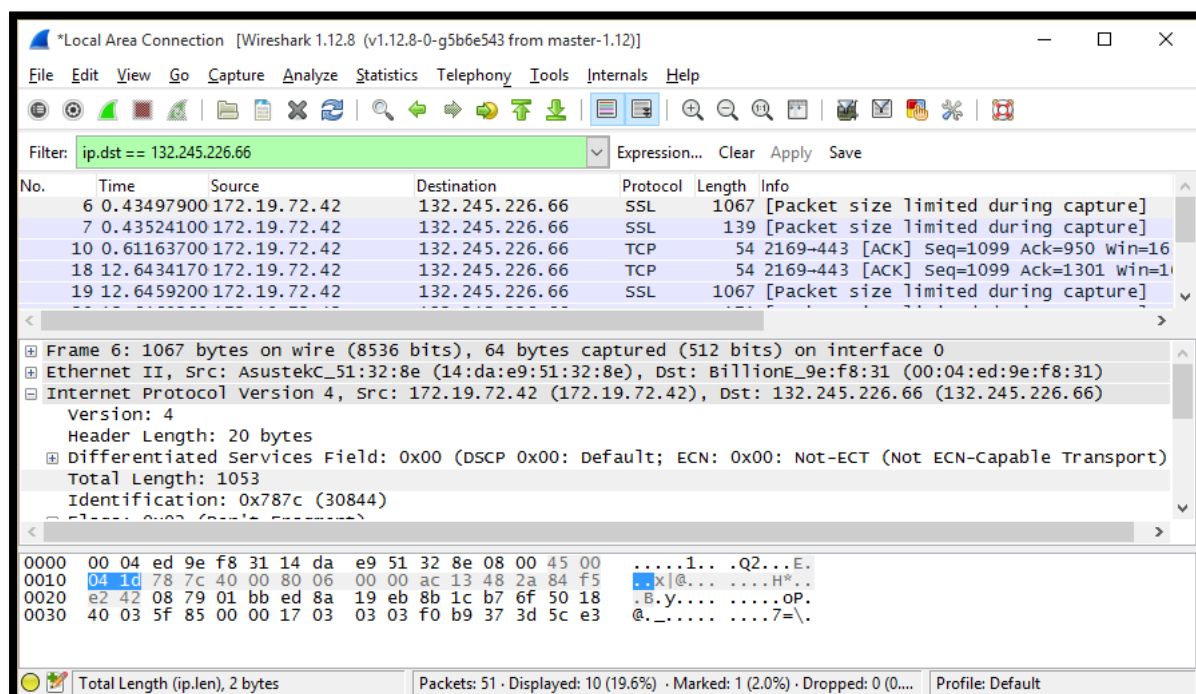 *Local Area Connection [Wireshark 1.12.8 (v1.12.8-0-g5b6e543 from master-1.12)]
File Edit View Go Capture Analyze Statistics Telephony Tools Internals Help
Filter: ip.dst == 132.245.226.66 Expression... Clear Apply Save
No. Time Source Destination Protocol Length Info
6 0.43497900 172.19.72.42 132.245.226.66 SSL 1067 [Packet size limited during capture]
7 0.43524100 172.19.72.42 132.245.226.66 SSL 139 [Packet size limited during capture]
10 0.61163700 172.19.72.42 132.245.226.66 TCP 54 2169→443 [ACK] Seq=1099 Ack=950 Win=16
18 12.6434170 172.19.72.42 132.245.226.66 TCP 54 2169→443 [ACK] Seq=1099 Ack=1301 Win=1
19 12.6459200 172.19.72.42 132.245.226.66 SSL 1067 [Packet size limited during capture]
Frame 6: 1067 bytes on wire (8536 bits), 64 bytes captured (512 bits) on interface 0
Ethernet II, Src: AsustekC_51:32:8e (14:da:e9:51:32:8e), Dst: BillionE_9e:f8:31 (00:04:ed:9e:f8:31)
Internet Protocol Version 4, Src: 172.19.72.42 (172.19.72.42), Dst: 132.245.226.66 (132.245.226.66)
Version: 4
Header Length: 20 bytes
Differentiated Services Field: 0x00 (DSCP 0x00: Default; ECN: 0x00: Not-ECT (Not ECN-Capable Transport)
Total Length: 1053
Identification: 0x787c (30844)
0000 00 04 ed 9e f8 31 14 da e9 51 32 8e 08 00 45 00 .....1.. .Q2...E.
0010 04 1d 78 7c 40 00 80 06 00 00 ac 13 48 2a 84 f5 ..x|@... ....H*..
0020 e2 42 08 79 01 bb ed 8a 19 eb 8b 1c b7 6f 50 18 .B.y.... .....oP.
0030 40 03 5f 85 00 00 17 03 03 03 f0 b9 37 3d 5c e3 @._..... ....7=\.
Total Length (ip.len), 2 bytes Packets: 51 · Displayed: 10 (19.6%) · Marked: 1 (2.0%) · Dropped: 0 (0.... Profile: Default